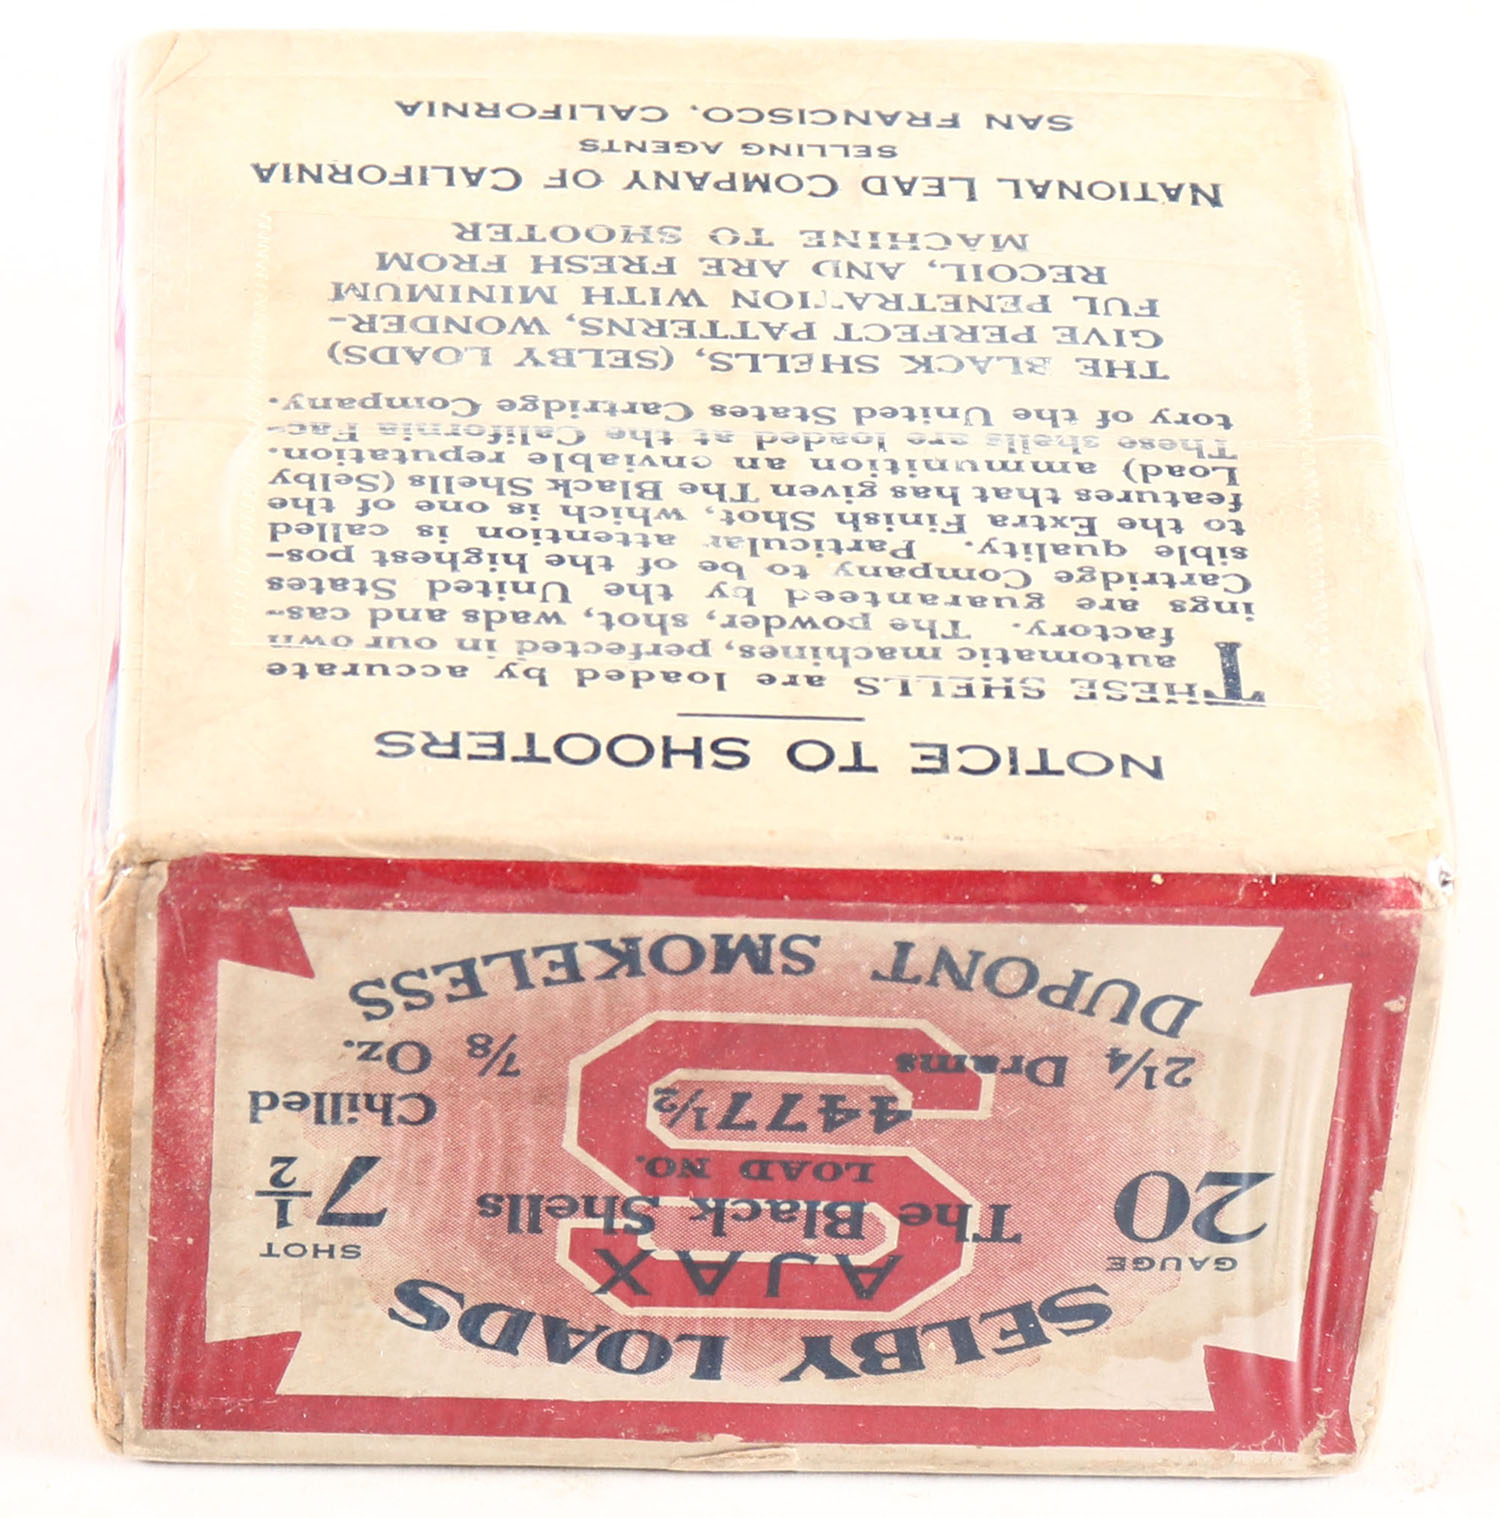 NOTICE TO SHOOTERS
THESE SHELLS are loaded by accurate
automatic machines, perfected in our own
factory. The powder, shot, wads and cas-
ings are guaranteed by the United States
Cartridge Company to be of the highest pos-
sible quality. Particular attention is called
to the Extra Finish Shot, which is one of the
features that has given The Black Shells (Selby
Load) ammunition an enviable reputation.
These shells are loaded at the California Fac-
tory of the United States Cartridge Company.
THE BLACK SHELLS, (SELBY LOADS)
GIVE PERFECT PATTERNS, WONDER-
FUL PENETRATION WITH MINIMUM
RECOIL, AND ARE FRESH FROM
MACHINE TO SHOOTER
NATIONAL LEAD COMPANY OF CALIFORNIA
SELLING AGENTS
SAN FRANCISCO, CALIFORNIA
SELBY LOADS
AJAX
The Black Shells
GAUGE
20
SHOT
7 1/2
LOAD NO.
4477½
2¼ Drams
Chilled
⅞ Oz.
DUPONT SMOKELESS